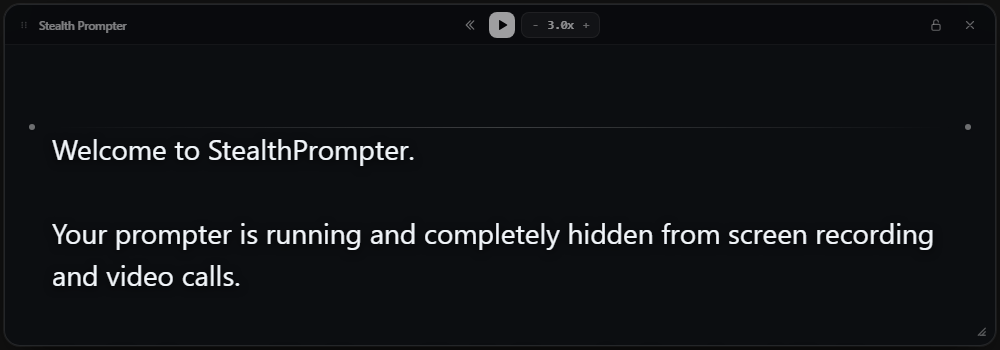 Stealth Prompter
- 3.0x +
Welcome to StealthPrompter.
Your prompter is running and completely hidden from screen recording
and video calls.